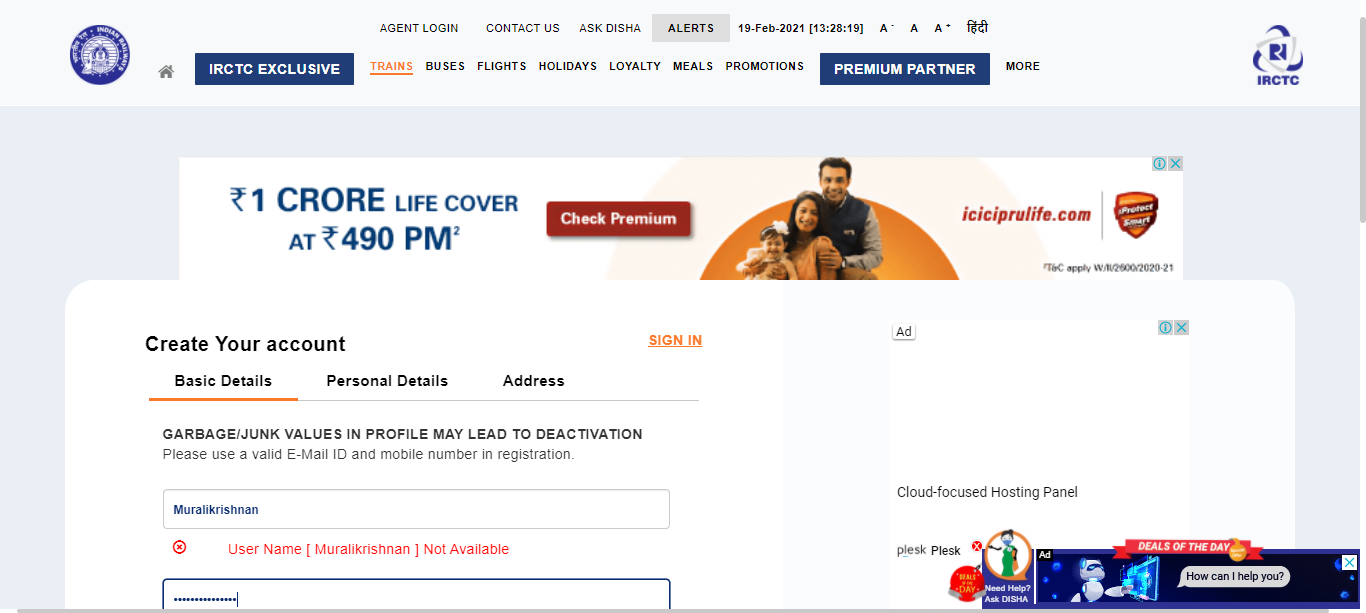 AGENT LOGIN CONTACT US ASK DISHA ALERTS 19-Feb-2021 [13:28:19] A - A A + हिंदी
IRCTC EXCLUSIVE TRAINS BUSES FLIGHTS HOLIDAYS LOYALTY MEALS PROMOTIONS PREMIUM PARTNER MORE
IRCTC
₹1 CRORE LIFE COVER
AT ₹490 PM2
Check Premium
iciciprulife.com
iProtect
Smart
T&C apply W/II/2600/2020-21
Create Your account
SIGN IN
Basic Details Personal Details Address
GARBAGE/JUNK VALUES IN PROFILE MAY LEAD TO DEACTIVATION
Please use a valid E-Mail ID and mobile number in registration.
Muralikrishnan
User Name [ Muralikrishnan ] Not Available
•••••••••••••••
Ad
Cloud-focused Hosting Panel
plesk Plesk
DEALS
OF THE
DAY
Need Help?
Ask DISHA
Ad
DEALS OF THE DAY
How can I help you?